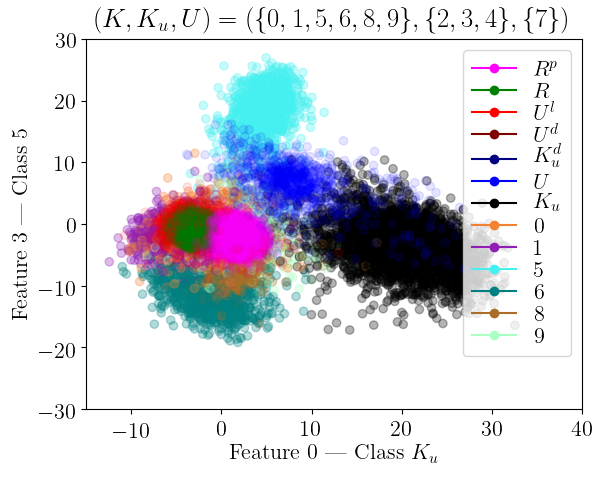 (K, K_u, U) = ({0, 1, 5, 6, 8, 9}, {2, 3, 4}, {7})
30
20
10
0
−10
−20
−30
Feature 3 — Class 5
−10 0 10 20 30 40
Feature 0 — Class K_u
R^p
R
U^l
U^d
K_u^d
U
K_u
0
1
5
6
8
9